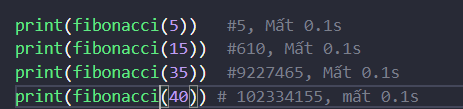 print(fibonacci(5))   #5, Mất 0.1s
print(fibonacci(15))   #610, Mất 0.1s
print(fibonacci(35))   #9227465, Mất 0.1s
print(fibonacci(40)) # 102334155, mất 0.1s